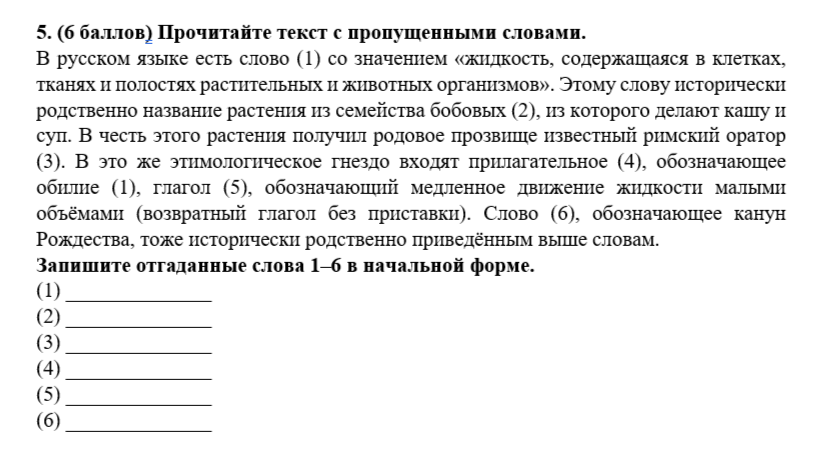 5. (6 баллов) Прочитайте текст с пропущенными словами.
В русском языке есть слово (1) со значением «жидкость, содержащаяся в клетках,
тканях и полостях растительных и животных организмов». Этому слову исторически
родственно название растения из семейства бобовых (2), из которого делают кашу и
суп. В честь этого растения получил родовое прозвище известный римский оратор
(3). В это же этимологическое гнездо входят прилагательное (4), обозначающее
обилие (1), глагол (5), обозначающий медленное движение жидкости малыми
объёмами (возвратный глагол без приставки). Слово (6), обозначающее канун
Рождества, тоже исторически родственно приведённым выше словам.
Запишите отгаданные слова 1–6 в начальной форме.
(1) _______________
(2) _______________
(3) _______________
(4) _______________
(5) _______________
(6) _______________